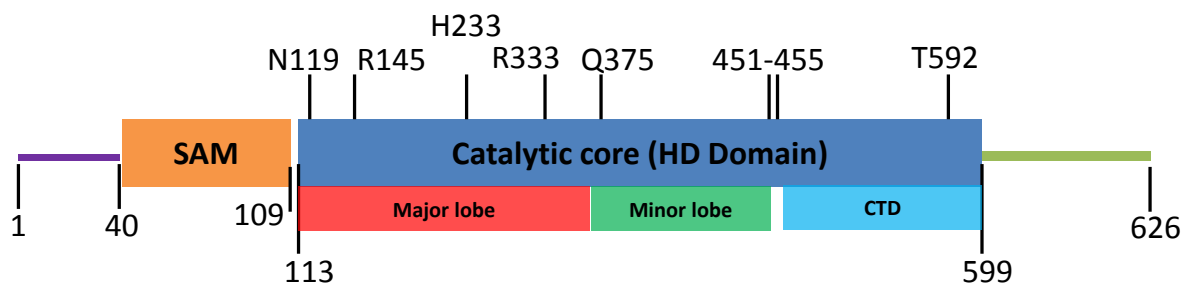 H233
N119 R145 R333 Q375 451-455 T592
SAM Catalytic core (HD Domain)
Major lobe Minor lobe CTD
1 40 109 626
113 599